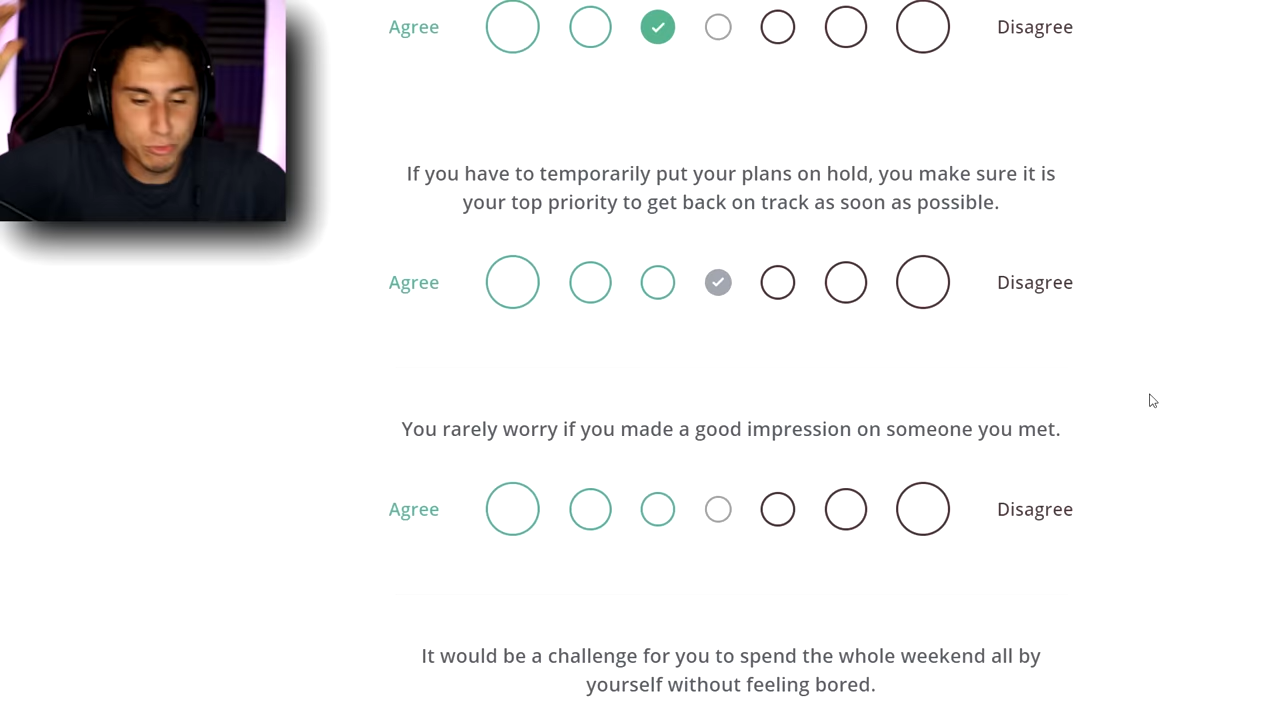 Agree Disagree
If you have to temporarily put your plans on hold, you make sure it is
your top priority to get back on track as soon as possible.
Agree Disagree
You rarely worry if you made a good impression on someone you met.
Agree Disagree
It would be a challenge for you to spend the whole weekend all by
yourself without feeling bored.